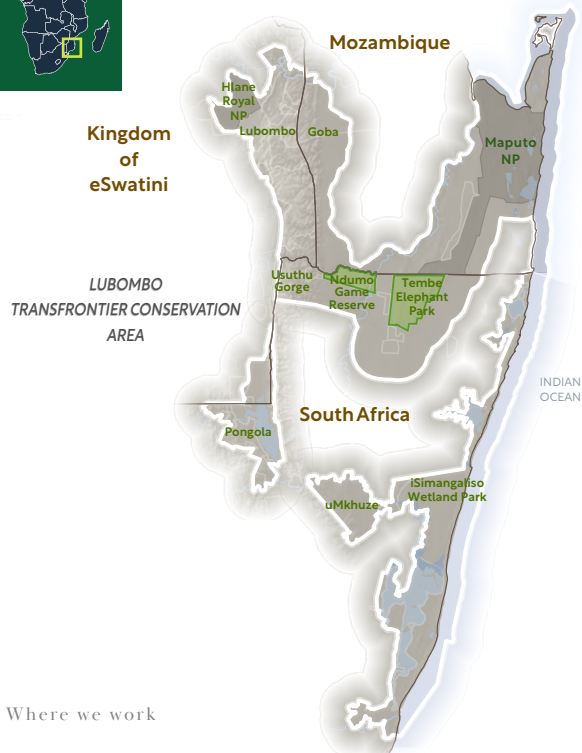 Mozambique
Hlane
Royal
NP
Lubombo
Goba
Kingdom
of
eSwatini
Maputo
NP
LUBOMBO
TRANSFRONTIER CONSERVATION
AREA
Usuthu
Gorge
Ndumo
Game
Reserve
Tembe
Elephant
Park
INDIAN
OCEAN
South Africa
Pongola
iSimangaliso
Wetland Park
uMkhuze
Where we work